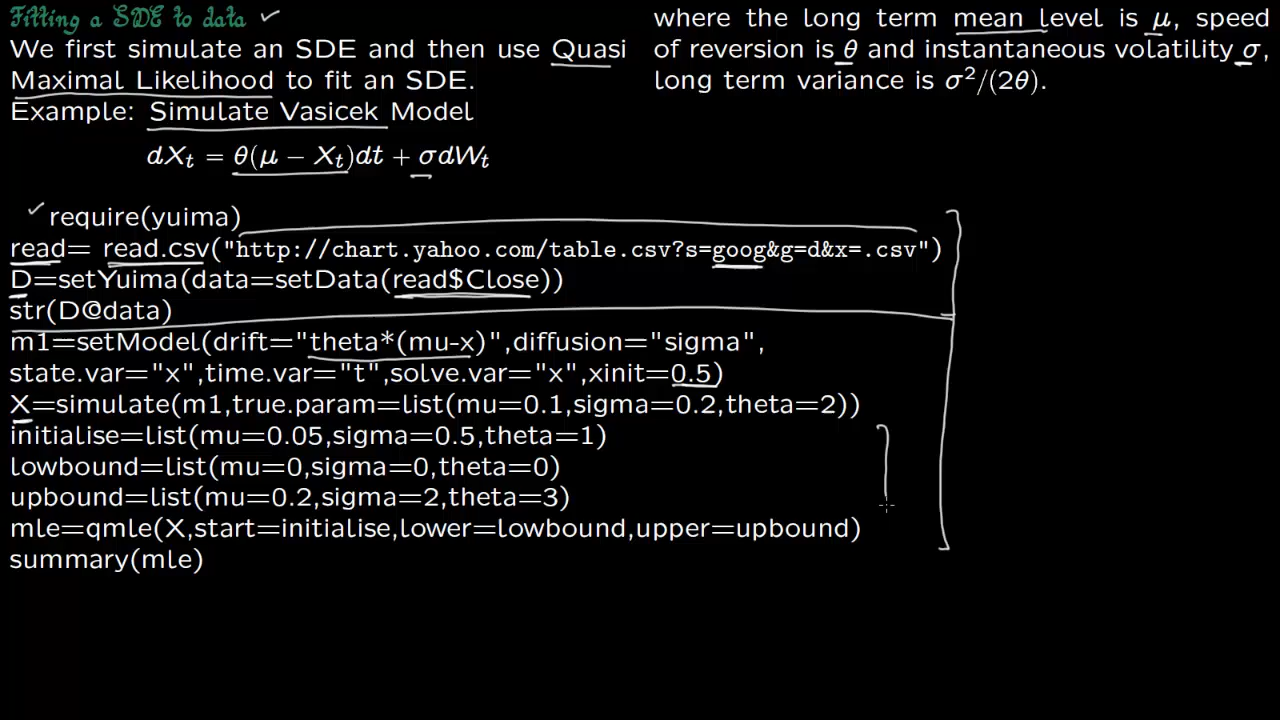 Fitting a SDE to data
We first simulate an SDE and then use Quasi
Maximal Likelihood to fit an SDE.
Example: Simulate Vasicek Model
dXₜ = θ(μ − Xₜ)dt + σdWₜ
require(yuima)
read= read.csv("http://chart.yahoo.com/table.csv?s=goog&g=d&x=.csv")
D=setYuima(data=setData(read$Close))
str(D@data)
m1=setModel(drift="theta*(mu-x)",diffusion="sigma",
state.var="x",time.var="t",solve.var="x",xinit=0.5)
X=simulate(m1,true.param=list(mu=0.1,sigma=0.2,theta=2))
initialise=list(mu=0.05,sigma=0.5,theta=1)
lowbound=list(mu=0,sigma=0,theta=0)
upbound=list(mu=0.2,sigma=2,theta=3)
mle=qmle(X,start=initialise,lower=lowbound,upper=upbound)
summary(mle)
where the long term mean level is μ, speed
of reversion is θ and instantaneous volatility σ,
long term variance is σ²/(2θ).